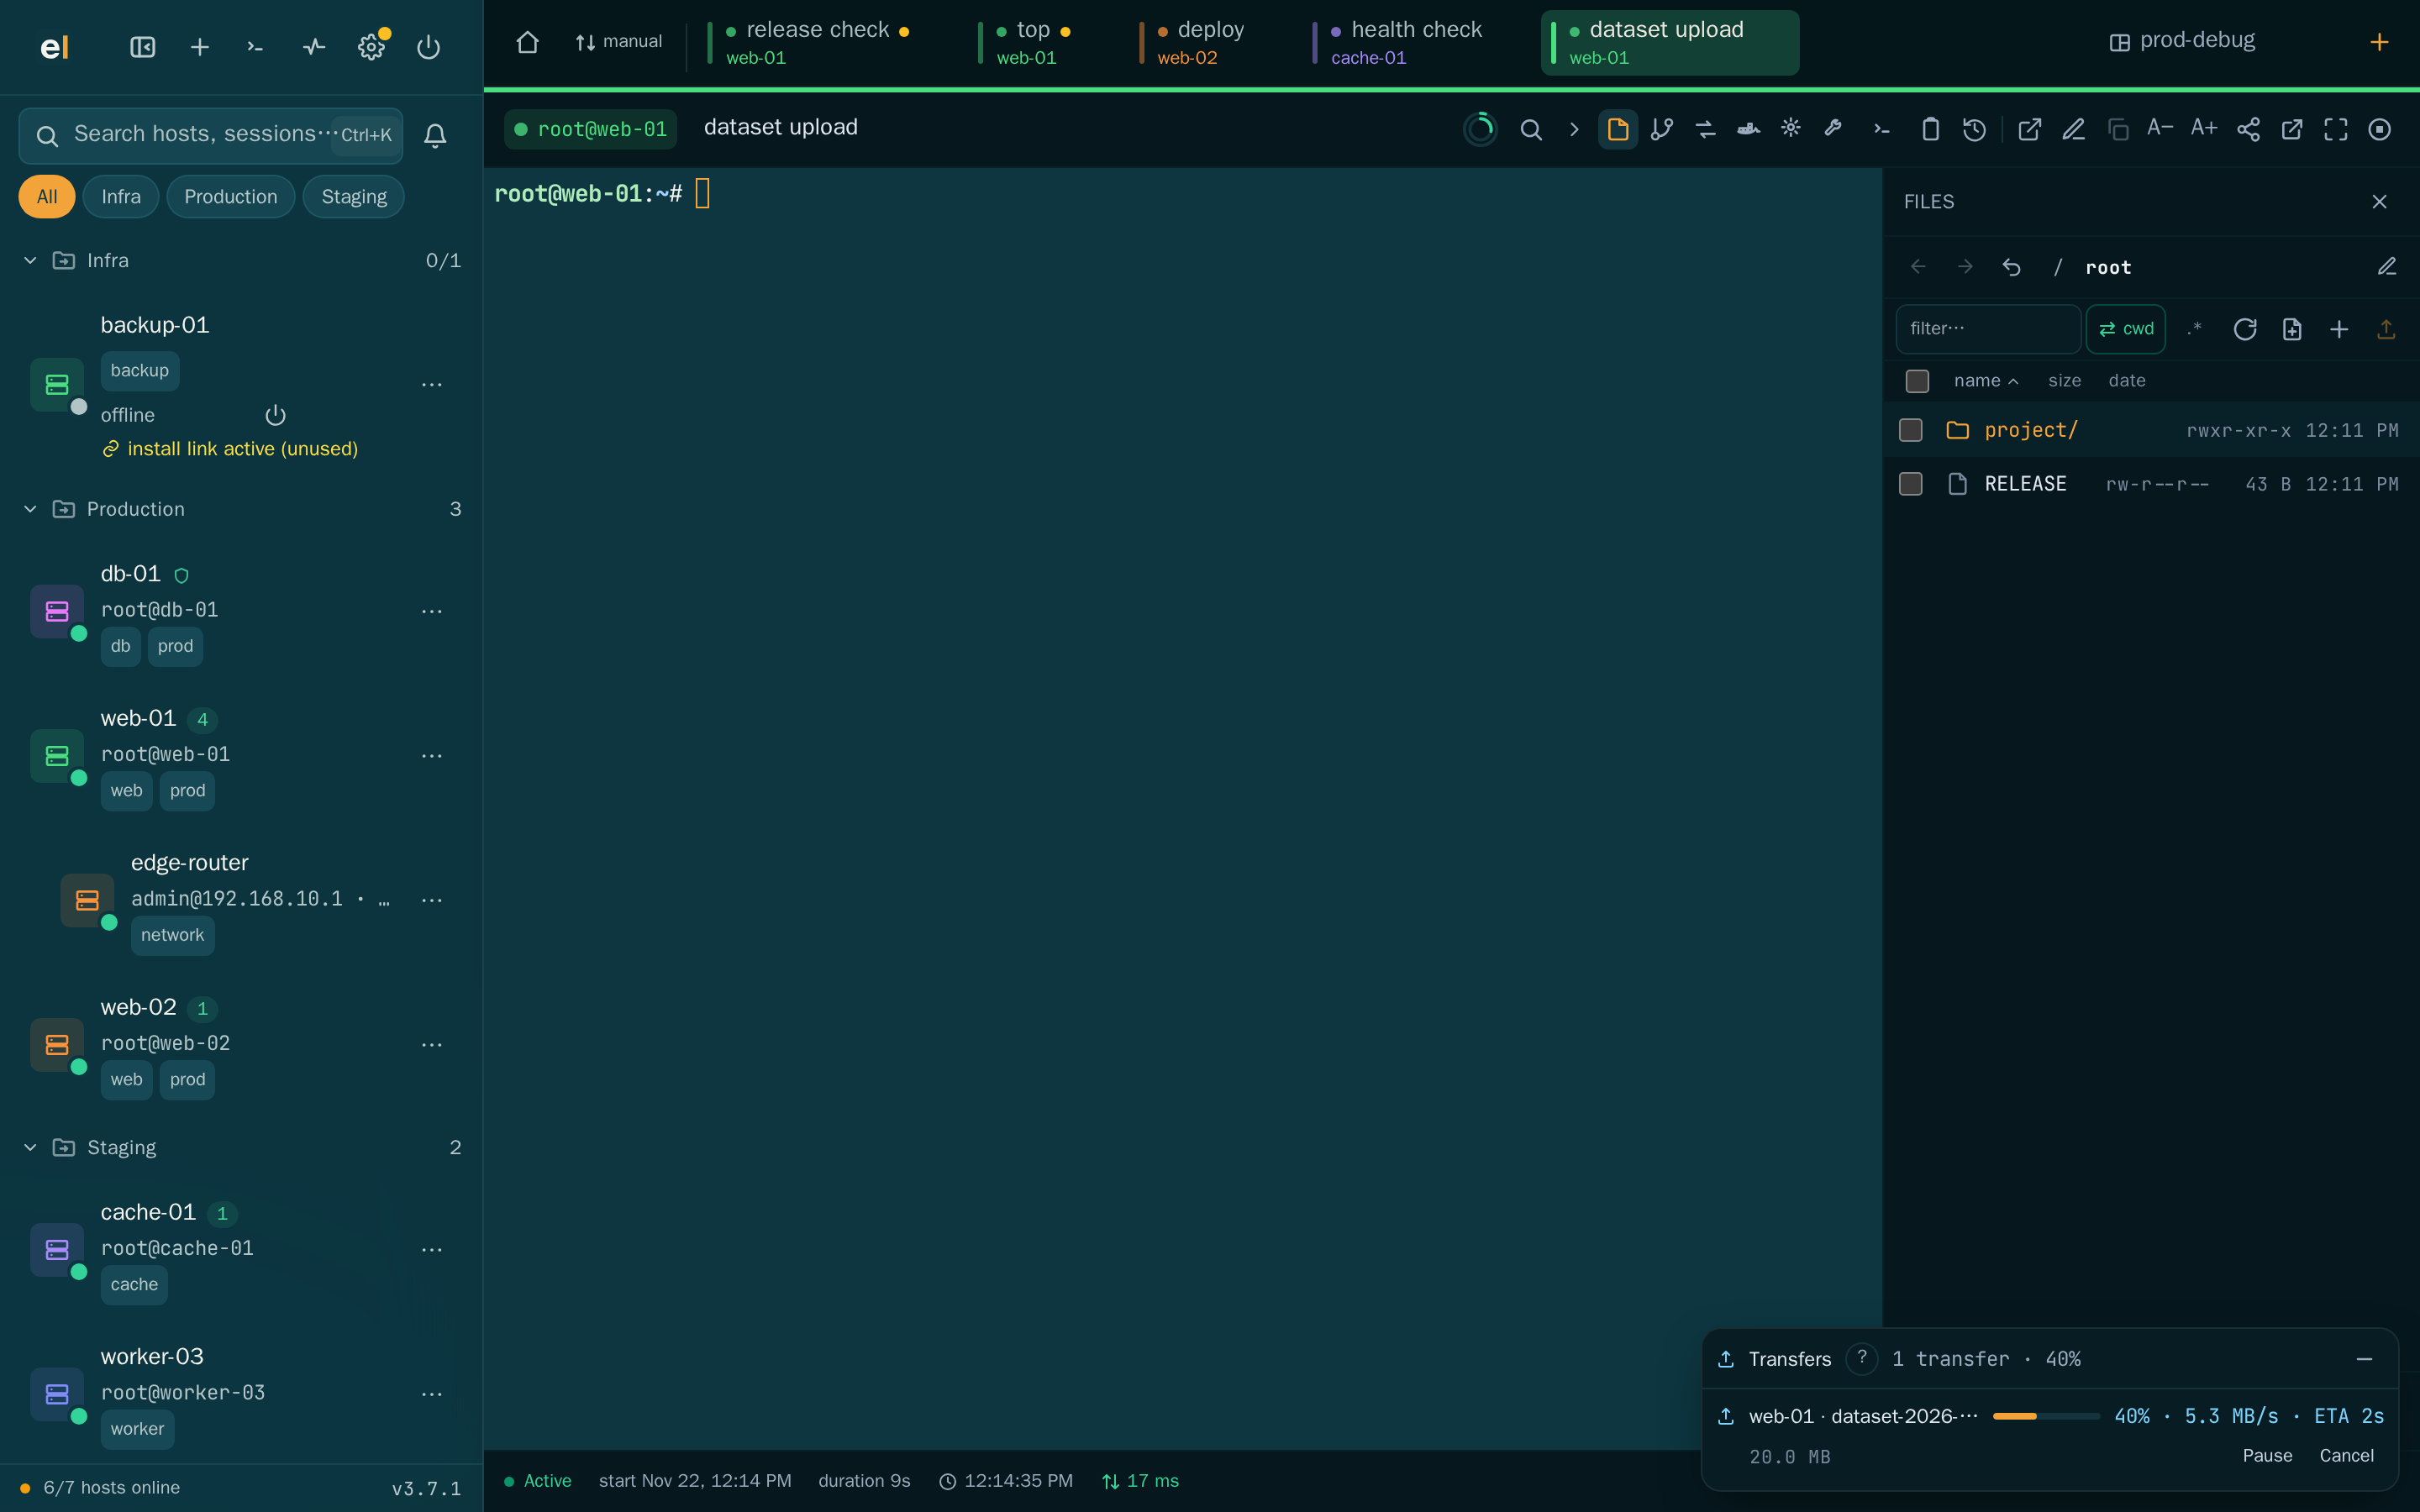 el
Search hosts, sessions… Ctrl+K
All Infra Production Staging
Infra 0/1
backup-01
backup
offline
install link active (unused)
Production 3
db-01
root@db-01
db prod
web-01 4
root@web-01
web prod
edge-router
admin@192.168.10.1 · …
network
web-02 1
root@web-02
web prod
Staging 2
cache-01 1
root@cache-01
cache
worker-03
root@worker-03
worker
6/7 hosts online v3.7.1
manual
release check
web-01
top
web-01
deploy
web-02
health check
cache-01
dataset upload
web-01
prod-debug
root@web-01 dataset upload
A− A+
root@web-01:~#
FILES
/ root
filter… cwd .*
name size date
project/ rwxr-xr-x 12:11 PM
RELEASE rw-r--r-- 43 B 12:11 PM
Transfers ? 1 transfer · 40%
web-01 · dataset-2026-… 40% · 5.3 MB/s · ETA 2s
20.0 MB Pause Cancel
Active start Nov 22, 12:14 PM duration 9s 12:14:35 PM 17 ms